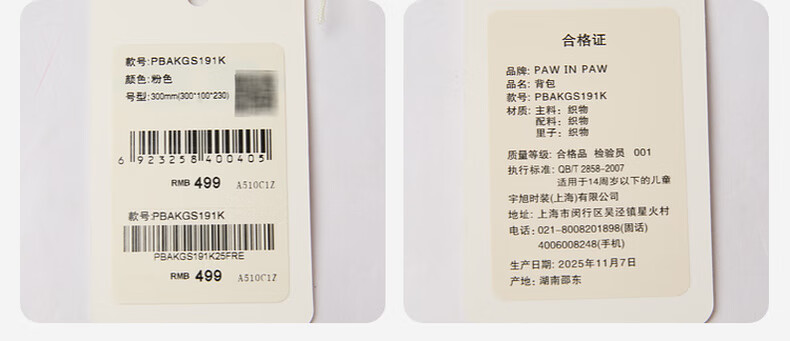 款号:PBAKGS191K
颜色:粉色
号型:300mm(300*100*230)
6 923258 400405
RMB 499 A510C1Z
款号:PBAKGS191K
PBAKGS191K25FRE
RMB 499 A510C1Z
合格证
品牌: PAW IN PAW
品名: 背包
款号: PBAKGS191K
材质: 主料: 织物
配料: 织物
里子: 织物
质量等级: 合格品 检验员 001
执行标准: QB/T 2858-2007
适用于14周岁以下的儿童
宇旭时装(上海)有限公司
地址: 上海市闵行区吴泾镇星火村
电话: 021-8008201898(固话)
4006008248(手机)
生产日期: 2025年11月7日
产地: 湖南邵东